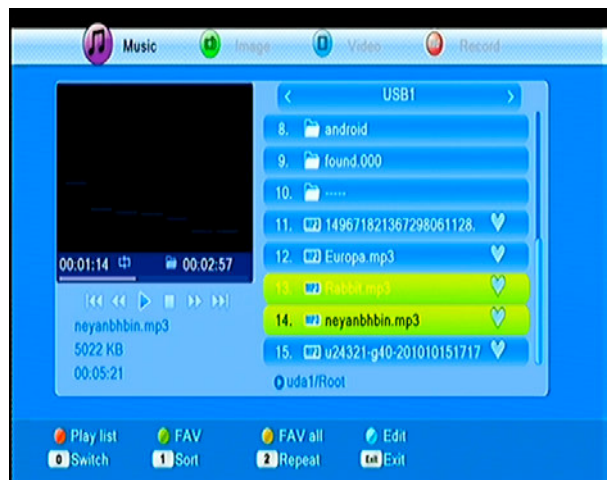 Music Image Video Record
USB1
8. android
9. found.000
10. -----
11. 149671821367298061128.
12. Europa.mp3
13. Rabbit.mp3
14. neyanbhbin.mp3
15. u24321-g40-201010151717
uda1/Root
00:01:14 00:02:57
neyanbhbin.mp3
5022 KB
00:05:21
Play list FAV FAV all Edit
0 Switch 1 Sort 2 Repeat Exit Exit